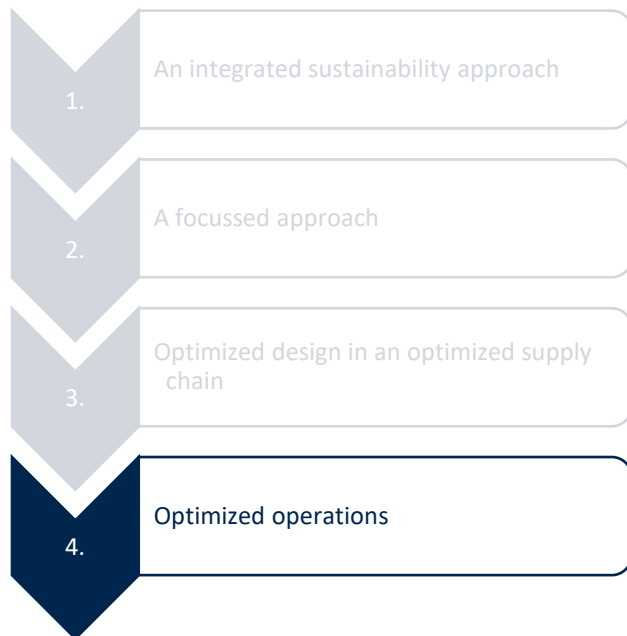 1.
An integrated sustainability approach
2.
A focussed approach
3.
Optimized design in an optimized supply
chain
4.
Optimized operations